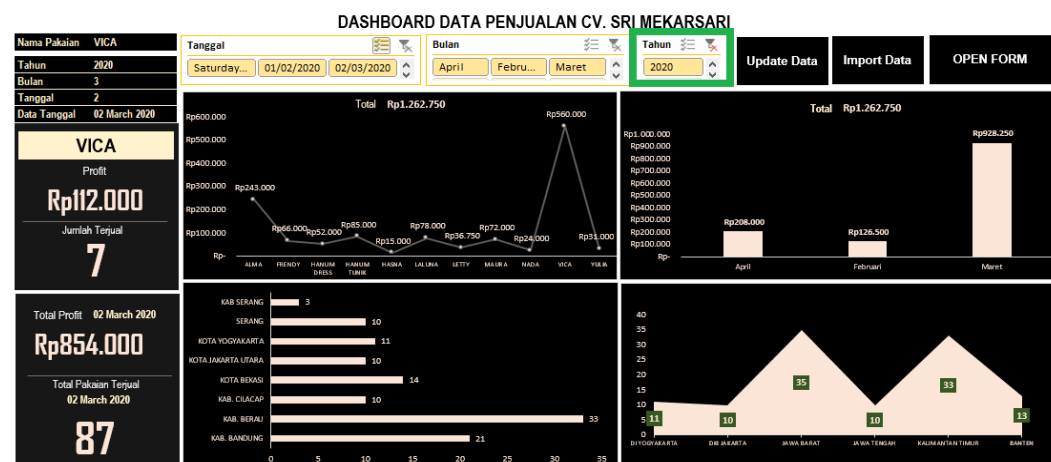 DASHBOARD DATA PENJUALAN CV. SRI MEKARSARI
Nama Pakaian VICA
Tahun 2020
Bulan 3
Tanggal 2
Data Tanggal 02 March 2020
Tanggal
Saturday... 01/02/2020 02/03/2020
Bulan
April Febru... Maret
Tahun
2020
Update Data
Import Data
OPEN FORM
VICA
Profit
Rp112.000
Jumlah Terjual
7
Total Profit 02 March 2020
Rp854.000
Total Pakaian Terjual
02 March 2020
87
Total Rp1.262.750
Rp600.000
Rp500.000
Rp400.000
Rp300.000
Rp200.000
Rp100.000
Rp-
Rp243.000
Rp66.000
Rp52.000
Rp85.000
Rp15.000
Rp78.000
Rp36.750
Rp72.000
Rp24.000
Rp560.000
Rp31.000
ALMA
FRENDY
HANUM DRESS
HANUM TUNIK
HASNA
LALUNA
LETTY
MAURA
NADA
VICA
YULIA
Total Rp1.262.750
Rp1.000.000
Rp900.000
Rp800.000
Rp700.000
Rp600.000
Rp500.000
Rp400.000
Rp300.000
Rp200.000
Rp100.000
Rp-
Rp208.000
Rp126.500
Rp928.250
April
Februari
Maret
KAB SERANG 3
SERANG 10
KOTA YOGYAKARTA 11
KOTA JAKARTA UTARA 10
KOTA BEKASI 14
KAB. CILACAP 10
KAB. BERAU 33
KAB. BANDUNG 21
0 5 10 15 20 25 30 35
40
35
30
25
20
15
10
5
0
11
10
35
10
33
13
DI YOGYAKARTA
DKI JAKARTA
JAWA BARAT
JAWA TENGAH
KALIMANTAN TIMUR
BANTEN